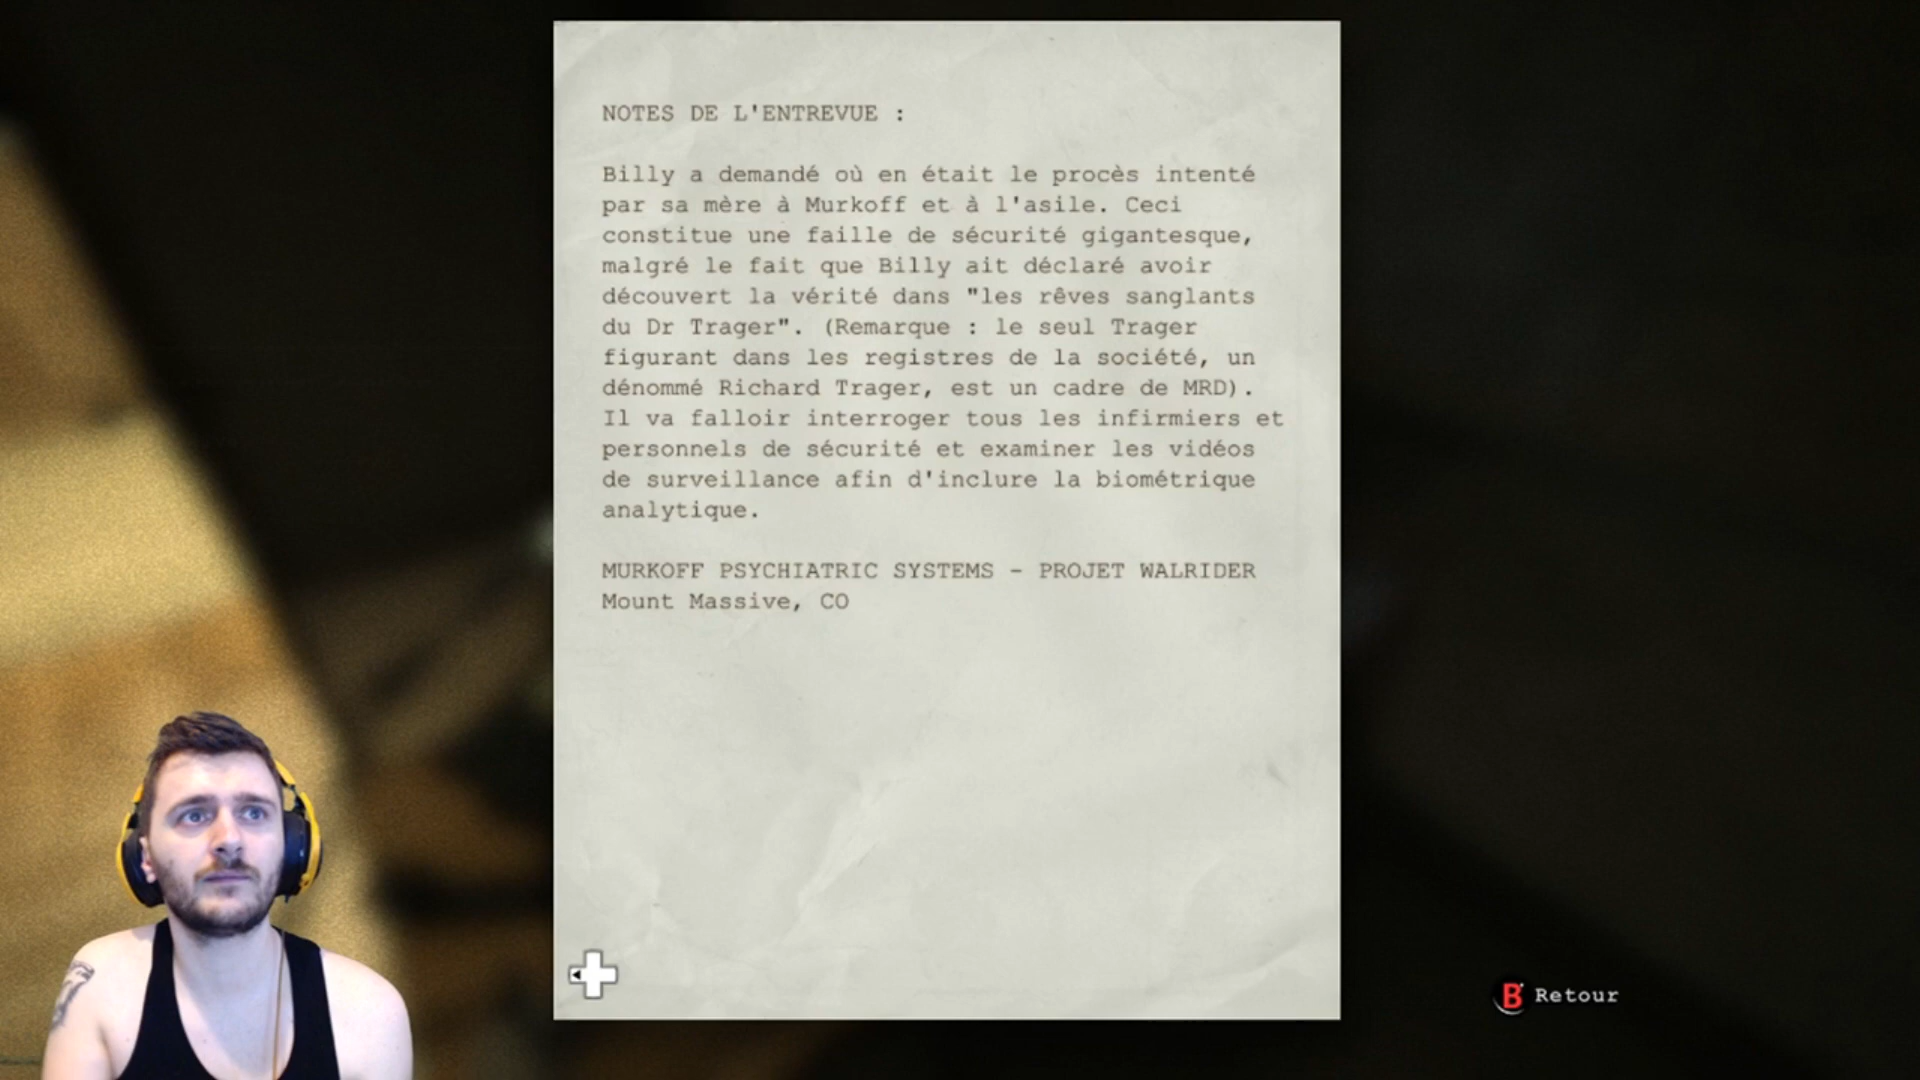 NOTES DE L'ENTREVUE :
Billy a demandé où en était le procès intenté
par sa mère à Murkoff et à l'asile. Ceci
constitue une faille de sécurité gigantesque,
malgré le fait que Billy ait déclaré avoir
découvert la vérité dans "les rêves sanglants
du Dr Trager". (Remarque : le seul Trager
figurant dans les registres de la société, un
dénommé Richard Trager, est un cadre de MRD).
Il va falloir interroger tous les infirmiers et
personnels de sécurité et examiner les vidéos
de surveillance afin d'inclure la biométrique
analytique.
MURKOFF PSYCHIATRIC SYSTEMS - PROJET WALRIDER
Mount Massive, CO
B Retour